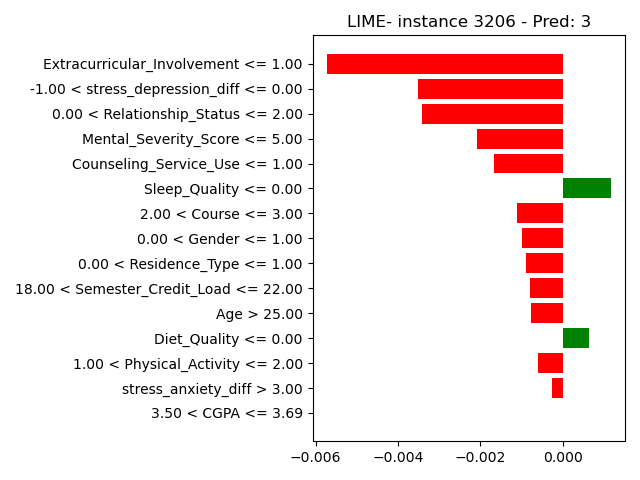 LIME- instance 3206 - Pred: 3
Extracurricular_Involvement <= 1.00
-1.00 < stress_depression_diff <= 0.00
0.00 < Relationship_Status <= 2.00
Mental_Severity_Score <= 5.00
Counseling_Service_Use <= 1.00
Sleep_Quality <= 0.00
2.00 < Course <= 3.00
0.00 < Gender <= 1.00
0.00 < Residence_Type <= 1.00
18.00 < Semester_Credit_Load <= 22.00
Age > 25.00
Diet_Quality <= 0.00
1.00 < Physical_Activity <= 2.00
stress_anxiety_diff > 3.00
3.50 < CGPA <= 3.69
−0.006 −0.004 −0.002 0.000